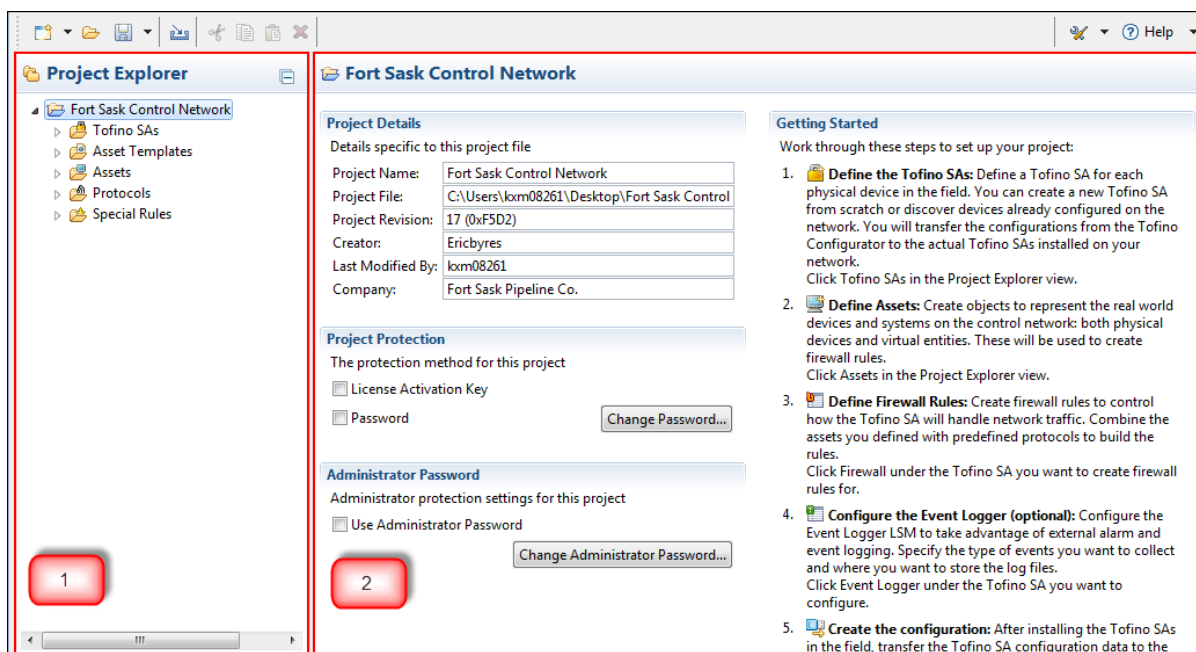 Help
Project Explorer
Fort Sask Control Network
Tofino SAs
Asset Templates
Assets
Protocols
Special Rules
1
Fort Sask Control Network
Project Details
Details specific to this project file
Project Name: Fort Sask Control Network
Project File: C:\Users\kxm08261\Desktop\Fort Sask Control
Project Revision: 17 (0xF5D2)
Creator: Ericbyres
Last Modified By: kxm08261
Company: Fort Sask Pipeline Co.
Project Protection
The protection method for this project
License Activation Key
Password
Change Password...
Administrator Password
Administrator protection settings for this project
Use Administrator Password
Change Administrator Password...
2
Getting Started
Work through these steps to set up your project:
1. Define the Tofino SAs: Define a Tofino SA for each
physical device in the field. You can create a new Tofino SA
from scratch or discover devices already configured on the
network. You will transfer the configurations from the Tofino
Configurator to the actual Tofino SAs installed on your
network.
Click Tofino SAs in the Project Explorer view.
2. Define Assets: Create objects to represent the real world
devices and systems on the control network: both physical
devices and virtual entities. These will be used to create
firewall rules.
Click Assets in the Project Explorer view.
3. Define Firewall Rules: Create firewall rules to control
how the Tofino SA will handle network traffic. Combine the
assets you defined with predefined protocols to build the
rules.
Click Firewall under the Tofino SA you want to create firewall
rules for.
4. Configure the Event Logger (optional): Configure the
Event Logger LSM to take advantage of external alarm and
event logging. Specify the type of events you want to collect
and where you want to store the log files.
Click Event Logger under the Tofino SA you want to
configure.
5. Create the configuration: After installing the Tofino SAs
in the field, transfer the Tofino SA configuration data to the